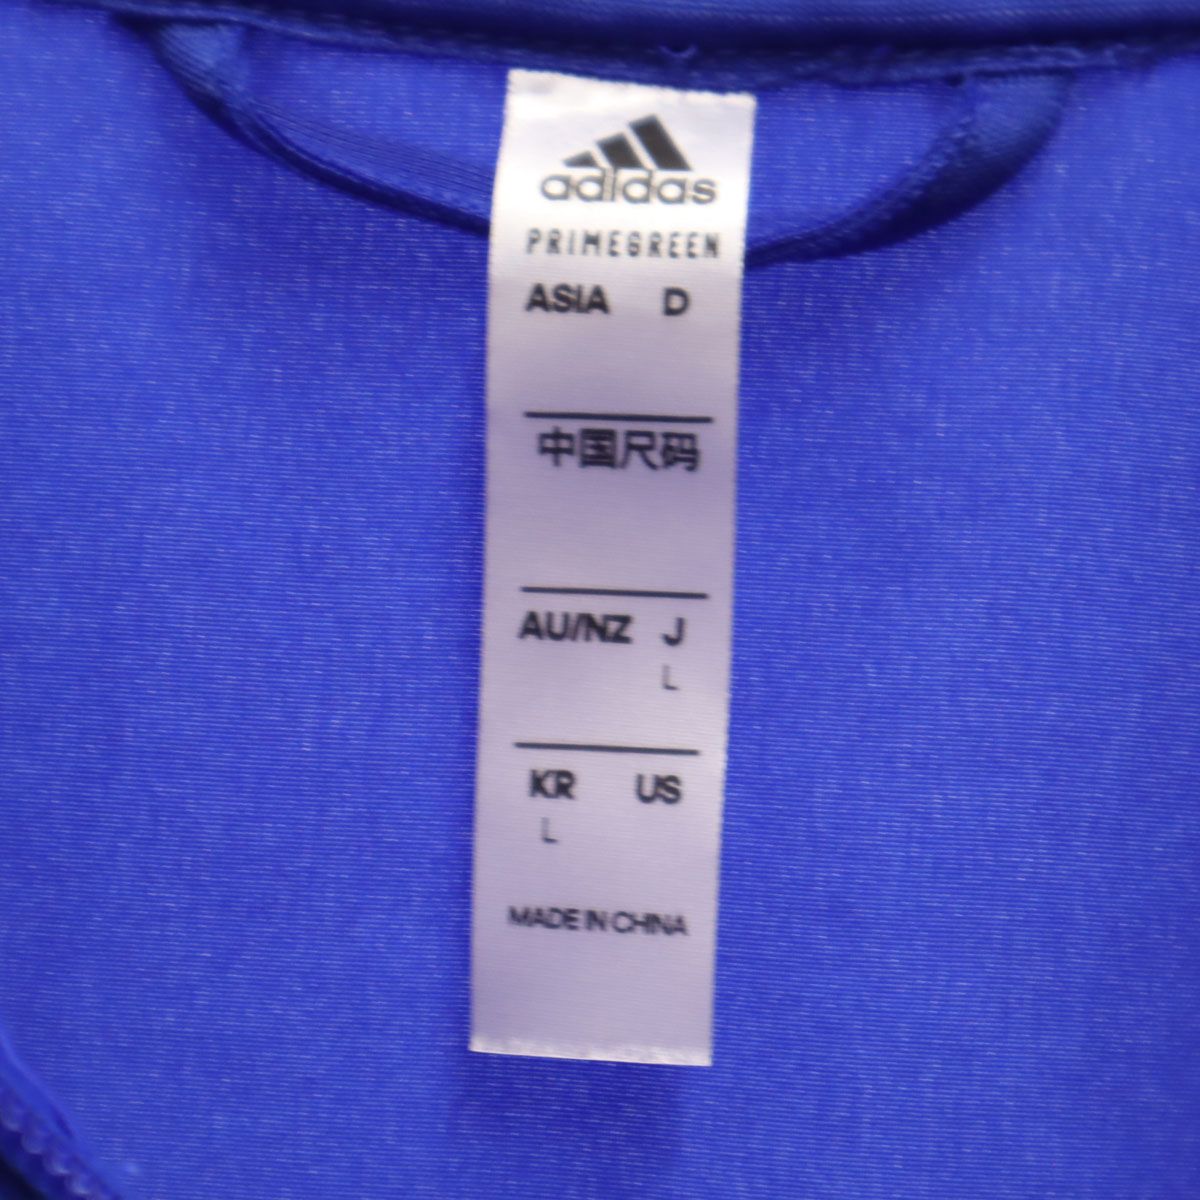 adidas
PRIMEGREEN
ASIA D
中国尺码
AU/NZ J
L
KR US
L
MADE IN CHINA